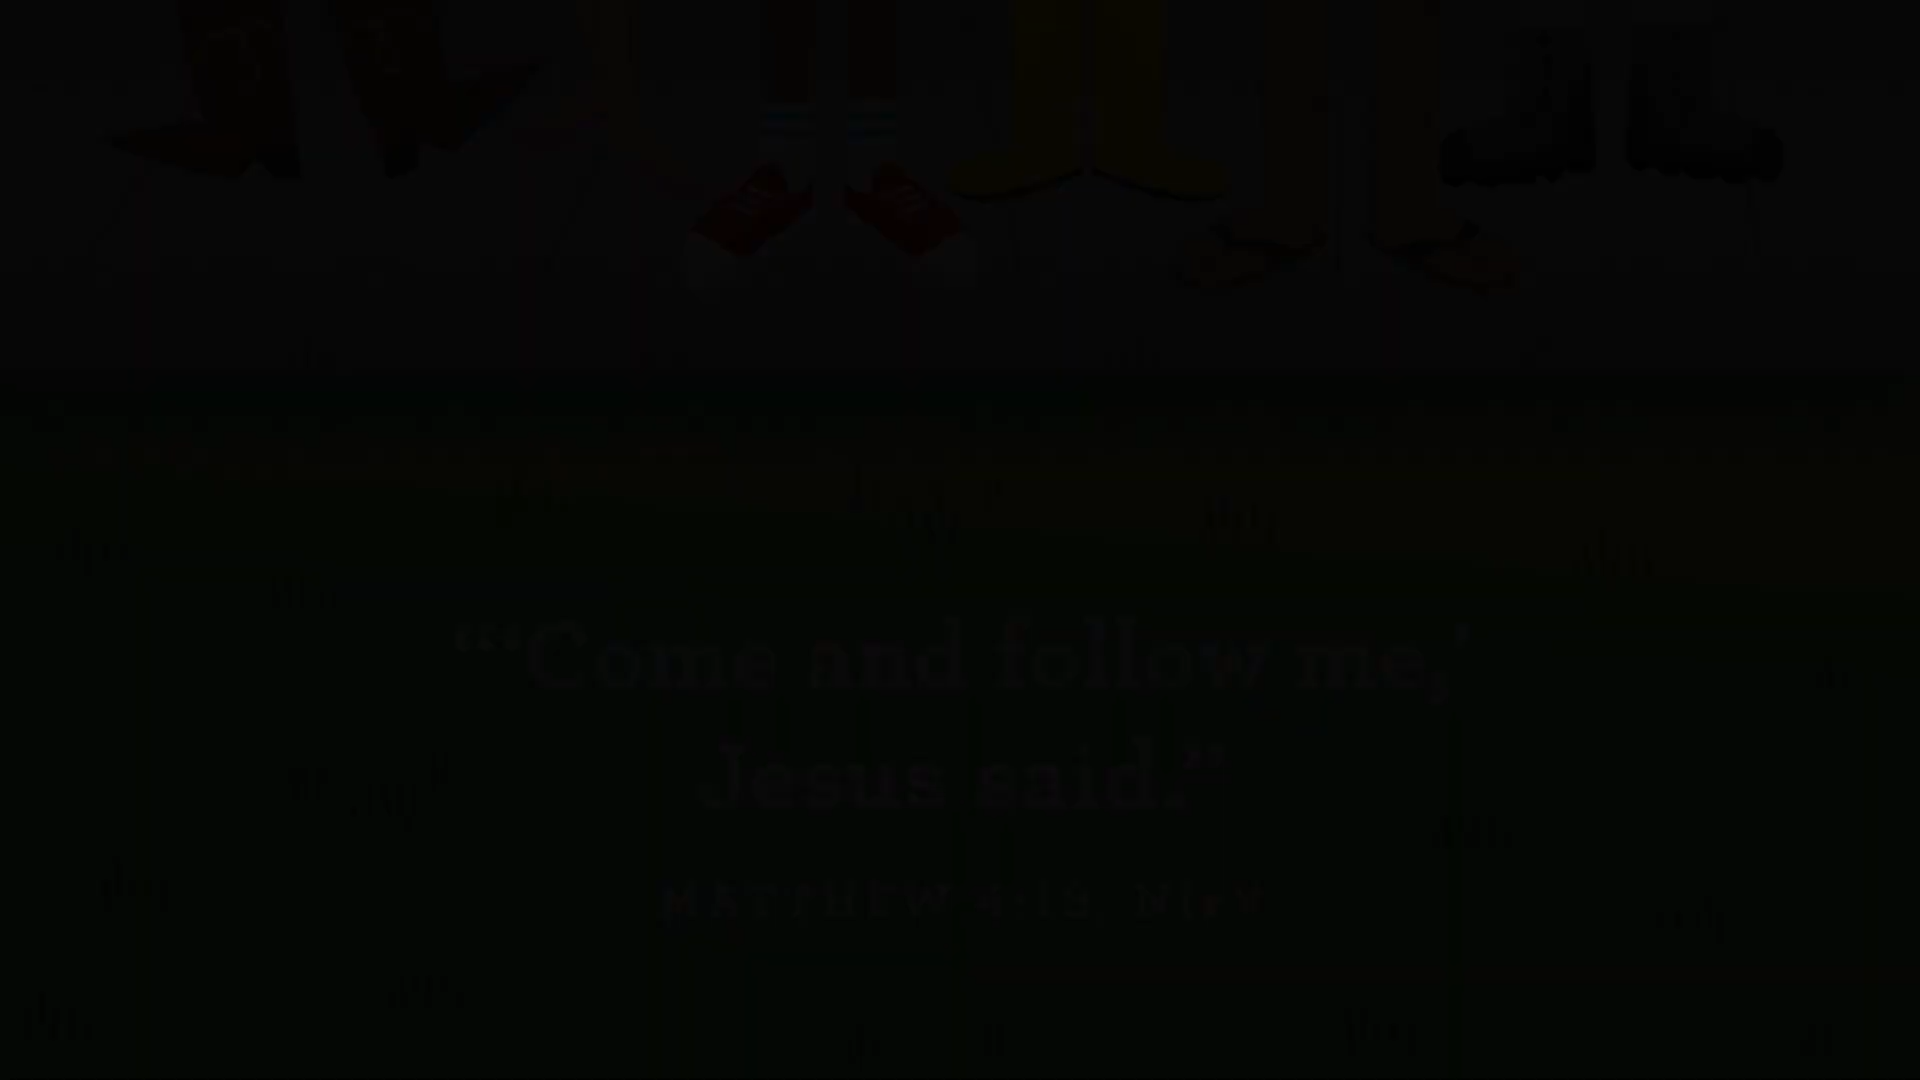 “‘Come and follow me,’
Jesus said.”
MATTHEW 4:19, NIRV